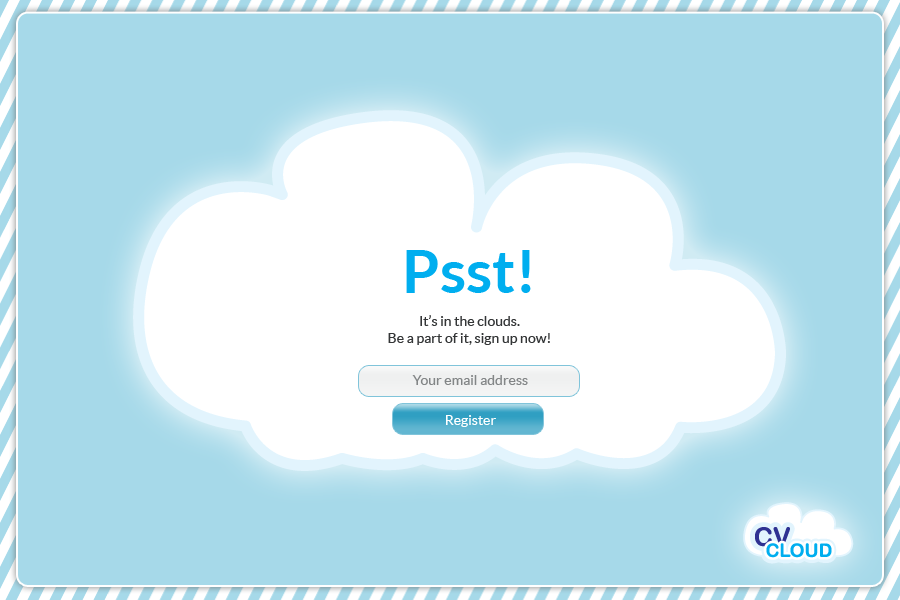 Psst!
It's in the clouds.
Be a part of it, sign up now!
Your email address
Register
CV
CLOUD